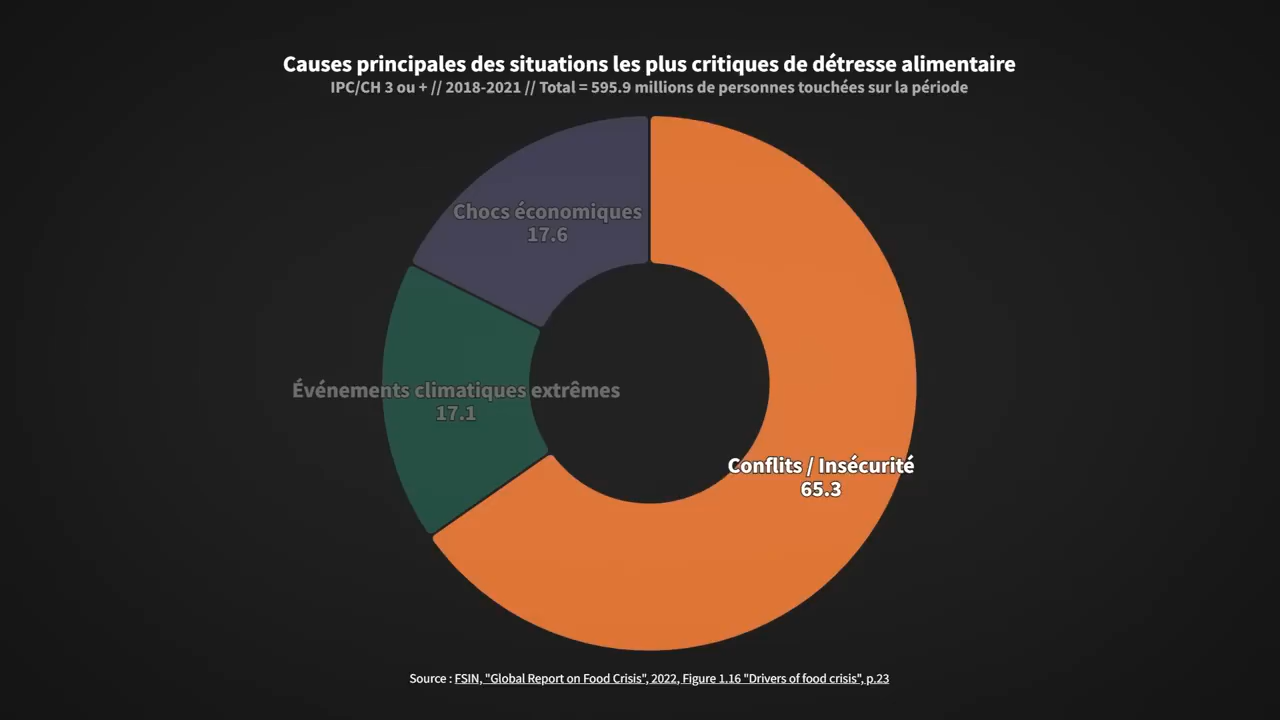 Causes principales des situations les plus critiques de détresse alimentaire
IPC/CH 3 ou + // 2018-2021 // Total = 595.9 millions de personnes touchées sur la période
Chocs économiques
17.6
Événements climatiques extrêmes
17.1
Conflits / Insécurité
65.3
Source : FSIN, "Global Report on Food Crisis", 2022, Figure 1.16 "Drivers of food crisis", p.23